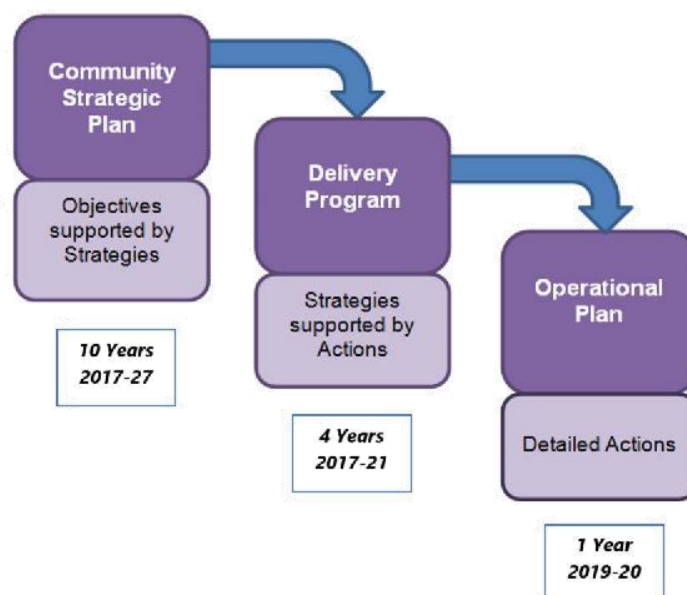 Community
Strategic
Plan
Objectives
supported by
Strategies
10 Years
2017-27
Delivery
Program
Strategies
supported by
Actions
4 Years
2017-21
Operational
Plan
Detailed Actions
1 Year
2019-20